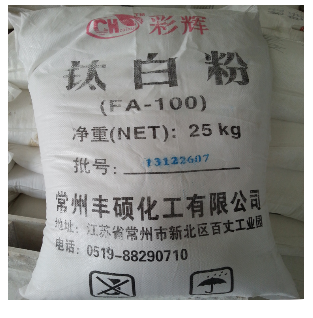 CH 彩辉
钛白粉
(FA-100)
净重(NET): 25 kg
批号: 13122607
常州丰硕化工有限公司
地址: 江苏省常州市新北区百丈工业园
电话: 0519-88290710